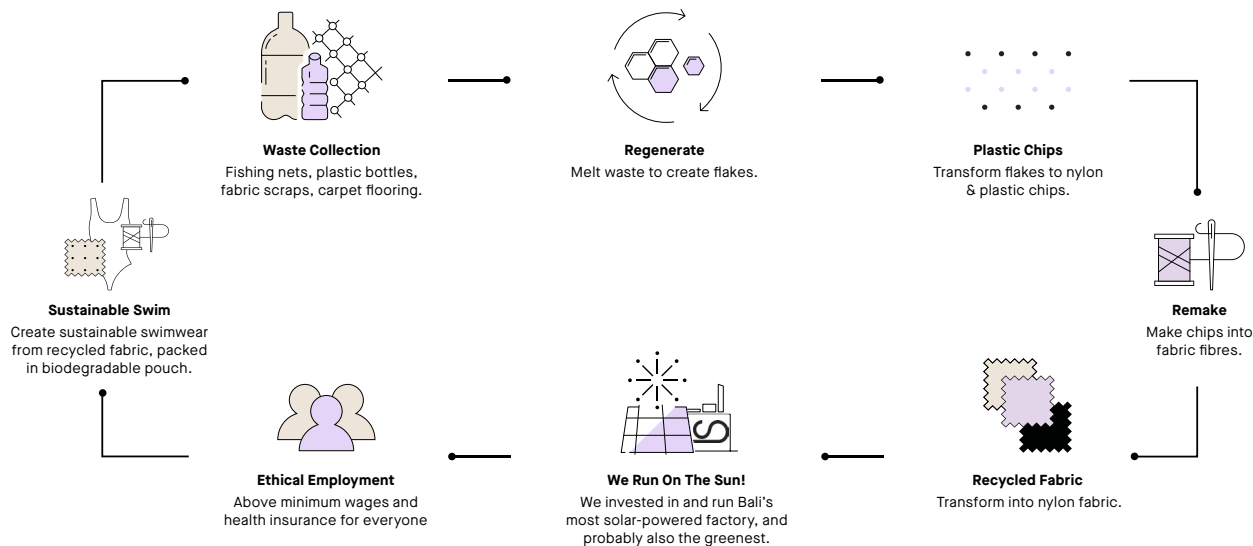 Waste Collection
Fishing nets, plastic bottles,
fabric scraps, carpet flooring.
Regenerate
Melt waste to create flakes.
Plastic Chips
Transform flakes to nylon
& plastic chips.
Remake
Make chips into
fabric fibres.
Recycled Fabric
Transform into nylon fabric.
We Run On The Sun!
We invested in and run Bali's
most solar-powered factory, and
probably also the greenest.
Ethical Employment
Above minimum wages and
health insurance for everyone
Sustainable Swim
Create sustainable swimwear
from recycled fabric, packed
in biodegradable pouch.